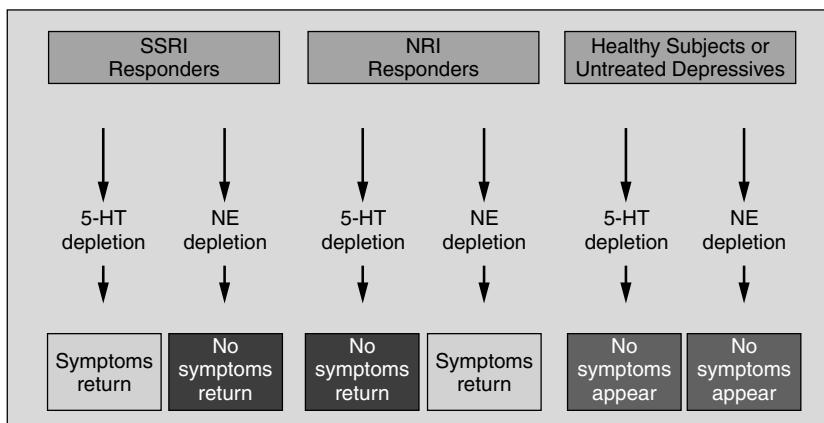 SSRI
Responders
NRI
Responders
Healthy Subjects or
Untreated Depressives
5-HT
depletion
NE
depletion
5-HT
depletion
NE
depletion
5-HT
depletion
NE
depletion
Symptoms
return
No
symptoms
return
No
symptoms
return
Symptoms
return
No
symptoms
appear
No
symptoms
appear